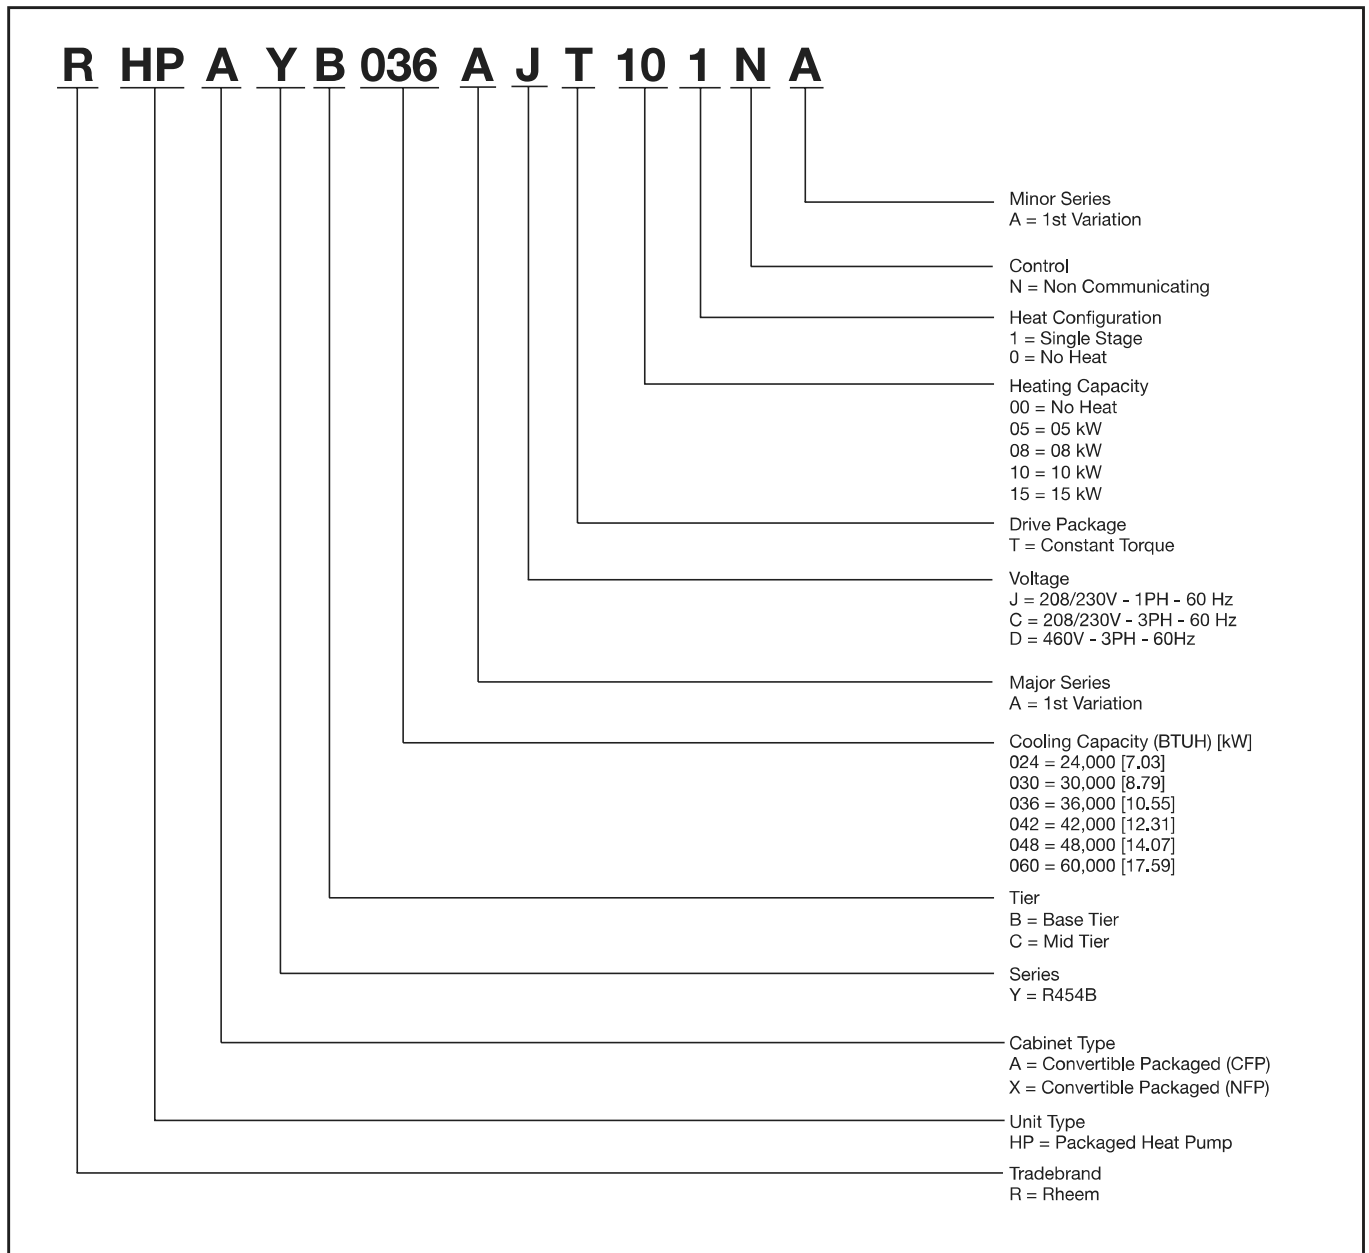 R HP A Y B 036 A J T 10 1 N A
Minor Series
A = 1st Variation
Control
N = Non Communicating
Heat Configuration
1 = Single Stage
0 = No Heat
Heating Capacity
00 = No Heat
05 = 05 kW
08 = 08 kW
10 = 10 kW
15 = 15 kW
Drive Package
T = Constant Torque
Voltage
J = 208/230V - 1PH - 60 Hz
C = 208/230V - 3PH - 60 Hz
D = 460V - 3PH - 60Hz
Major Series
A = 1st Variation
Cooling Capacity (BTUH) [kW]
024 = 24,000 [7.03]
030 = 30,000 [8.79]
036 = 36,000 [10.55]
042 = 42,000 [12.31]
048 = 48,000 [14.07]
060 = 60,000 [17.59]
Tier
B = Base Tier
C = Mid Tier
Series
Y = R454B
Cabinet Type
A = Convertible Packaged (CFP)
X = Convertible Packaged (NFP)
Unit Type
HP = Packaged Heat Pump
Tradebrand
R = Rheem